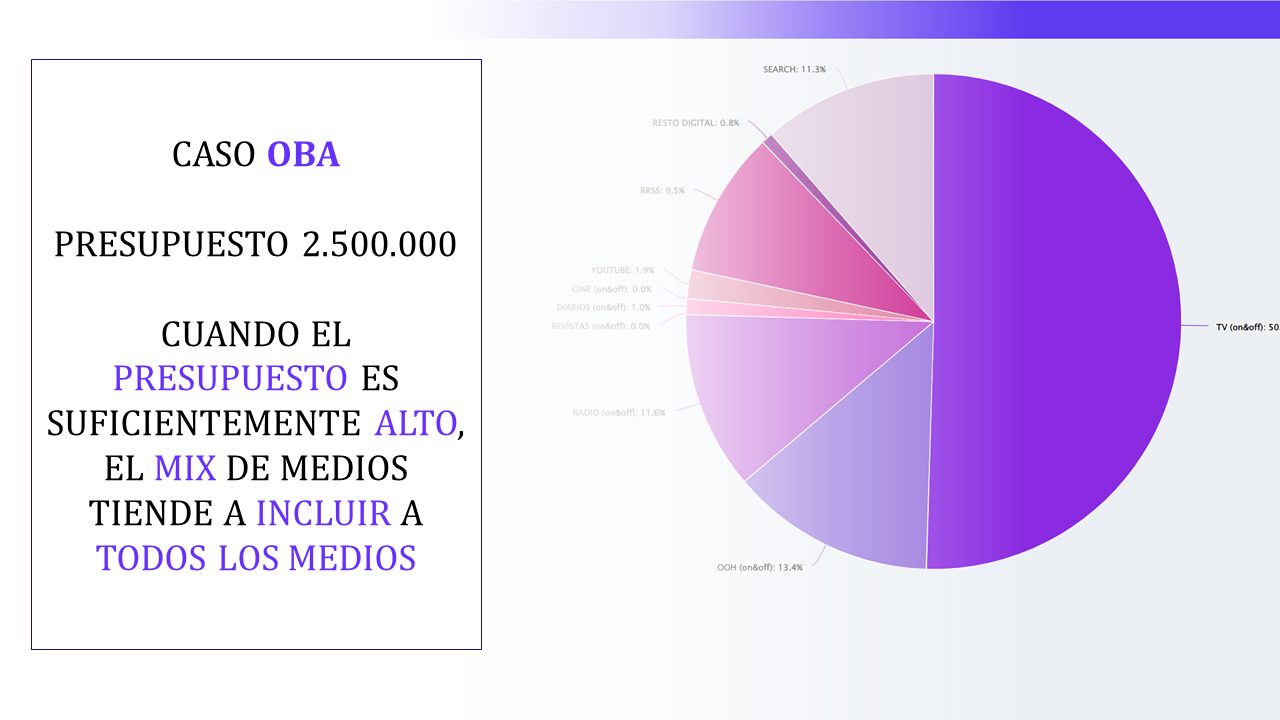 CASO OBA
PRESUPUESTO 2.500.000
CUANDO EL
PRESUPUESTO ES
SUFICIENTEMENTE ALTO,
EL MIX DE MEDIOS
TIENDE A INCLUIR A
TODOS LOS MEDIOS
SEARCH: 11.3%
RESTO DIGITAL: 0.8%
RRSS: 9.5%
YOUTUBE: 1.9%
CINE (on&off): 0.0%
DIARIOS (on&off): 1.0%
REVISTAS (on&off): 0.0%
TV (on&off): 50
RADIO (on&off): 11.6%
OOH (on&off): 13.4%